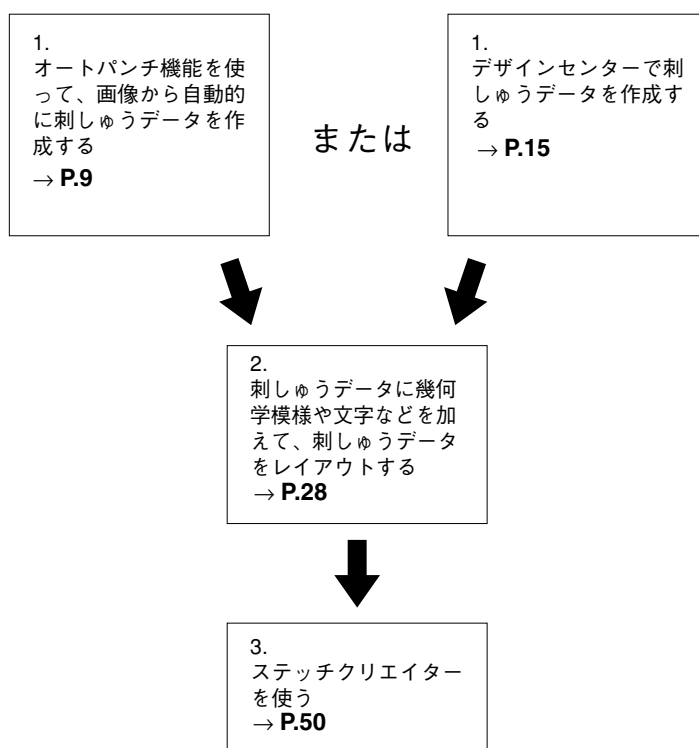 1.
オートパンチ機能を使
って、画像から自動的
に刺しゅうデータを作
成する
→ P.9
または
1.
デザインセンターで刺
しゅうデータを作成す
る
→ P.15
2.
刺しゅうデータに幾何
学模様や文字などを加
えて、刺しゅうデータ
をレイアウトする
→ P.28
3.
ステッチクリエイター
を使う
→ P.50